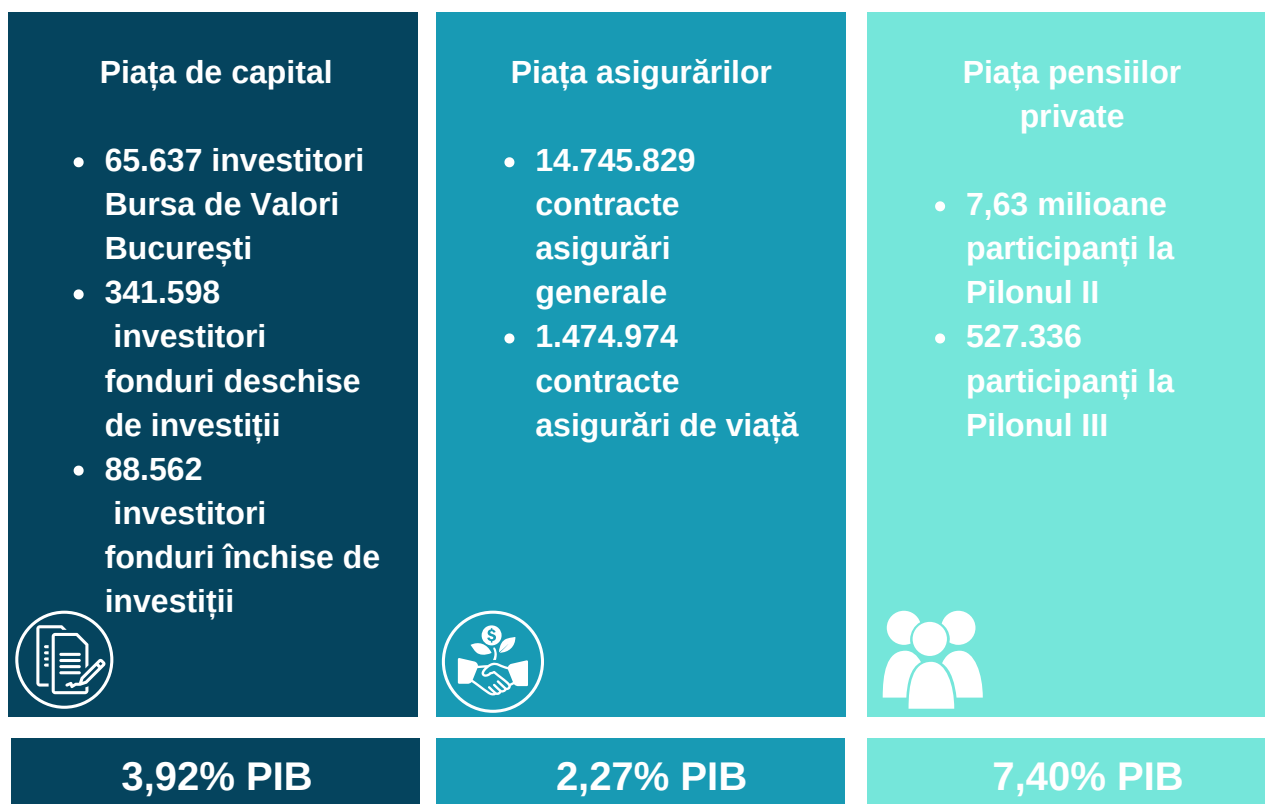 Piața de capital
• 65.637 investitori
Bursa de Valori
București
• 341.598
investitori
fonduri deschise
de investiții
• 88.562
investitori
fonduri închise de
investiții
3,92% PIB
Piața asigurărilor
• 14.745.829
contracte
asigurări
generale
• 1.474.974
contracte
asigurări de viață
$
2,27% PIB
Piața pensiilor
private
• 7,63 milioane
participanți la
Pilonul II
• 527.336
participanți la
Pilonul III
7,40% PIB